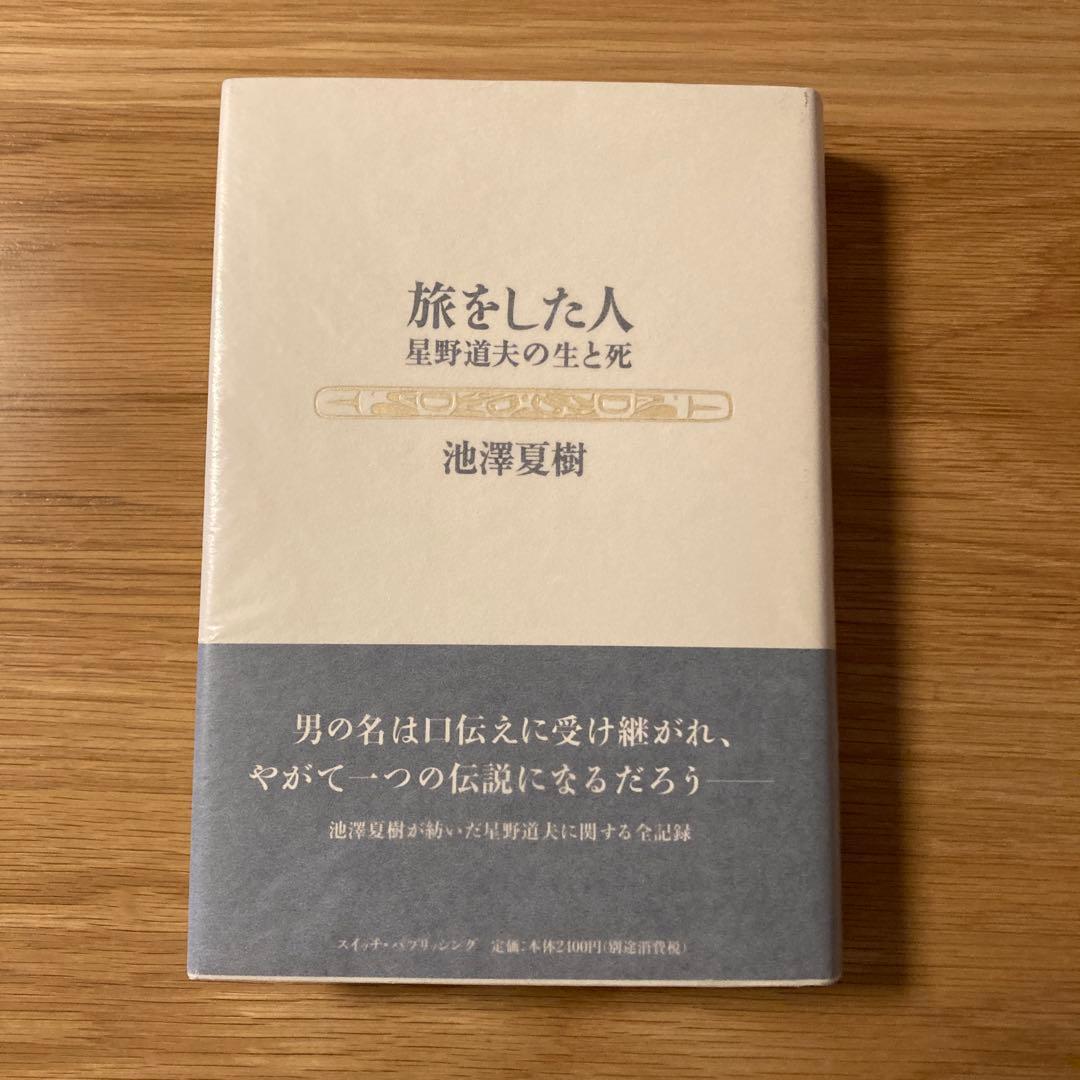 旅をした人
星野道夫の生と死
池澤夏樹
男の名は口伝えに受け継がれ、
やがて一つの伝説になるだろう——
池澤夏樹が紡いだ星野道夫に関する全記録
スイッチ・パブリッシング 定価：本体2400円（別途消費税）